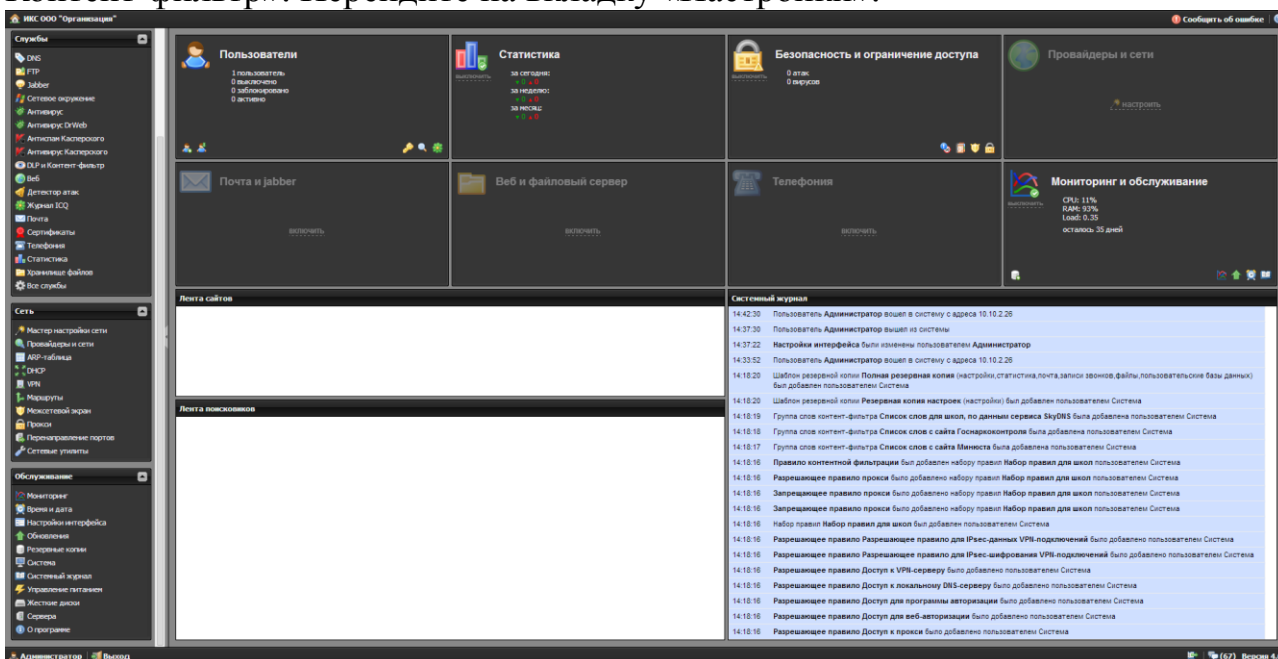 Контент-фильтр». Перейдите на вкладку «Настройки».
ИКС ООО "Организация"
Сообщить об ошибке
Службы
DNS
FTP
Jabber
Сетевое окружение
Антивирус
Антивирус DrWeb
Антиспам Касперского
Антивирус Касперского
DLP и Контент-фильтр
Веб
Детектор атак
Журнал ICQ
Почта
Сертификаты
Телефония
Статистика
Хранилище файлов
Все службы
Сеть
Мастер настройки сети
Провайдеры и сети
ARP-таблица
DHCP
VPN
Маршруты
Межсетевой экран
Прокси
Перенаправление портов
Сетевые утилиты
Обслуживание
Мониторинг
Время и дата
Настройки интерфейса
Обновления
Резервные копии
Система
Системный журнал
Управление питанием
Жесткие диски
Сервера
О программе
Пользователи
1 пользователь
0 выключено
0 заблокировано
0 активно
Статистика
выключить
за сегодня:
0 0
за неделю:
0 0
за месяц:
0 0
Безопасность и ограничение доступа
выключить
0 атак
0 вирусов
Провайдеры и сети
настроить
Почта и jabber
включить
Веб и файловый сервер
включить
Телефония
включить
Мониторинг и обслуживание
выключить
CPU: 11%
RAM: 93%
Load: 0.35
осталось 35 дней
Лента сайтов
Лента поисковиков
Системный журнал
14:42:30 Пользователь Администратор вошел в систему с адреса 10.10.2.26
14:37:30 Пользователь Администратор вышел из системы
14:37:22 Настройки интерфейса были изменены пользователем Администратор
14:33:52 Пользователь Администратор вошел в систему с адреса 10.10.2.26
14:18:20 Шаблон резервной копии Полная резервная копия (настройки,статистика,почта,записи звонков,файлы,пользовательские базы данных)
был добавлен пользователем Система
14:18:20 Шаблон резервной копии Резервная копия настроек (настройки) был добавлен пользователем Система
14:18:19 Группа слов контент-фильтра Список слов для школ, по данным сервиса SkyDNS была добавлена пользователем Система
14:18:18 Группа слов контент-фильтра Список слов с сайта Госнаркоконтроля была добавлена пользователем Система
14:18:17 Группа слов контент-фильтра Список слов с сайта Минюста была добавлена пользователем Система
14:18:16 Правило контентной фильтрации был добавлен набору правил Набор правил для школ пользователем Система
14:18:16 Разрешающее правило прокси было добавлено набору правил Набор правил для школ пользователем Система
14:18:16 Запрещающее правило прокси было добавлено набору правил Набор правил для школ пользователем Система
14:18:16 Запрещающее правило прокси было добавлено набору правил Набор правил для школ пользователем Система
14:18:16 Набор правил Набор правил для школ был добавлен пользователем Система
14:18:16 Разрешающее правило Разрешающее правило для IPsec-данных VPN-подключений было добавлено пользователем Система
14:18:16 Разрешающее правило Разрешающее правило для IPsec-шифрования VPN-подключений было добавлено пользователем Система
14:18:16 Разрешающее правило Доступ к VPN-серверу было добавлено пользователем Система
14:18:16 Разрешающее правило Доступ к локальному DNS-серверу было добавлено пользователем Система
14:18:16 Разрешающее правило Доступ для программы авторизации было добавлено пользователем Система
14:18:16 Разрешающее правило Доступ для веб-авторизации было добавлено пользователем Система
14:18:16 Разрешающее правило Доступ к прокси было добавлено пользователем Система
Администратор Выход
(67) Версия 4.